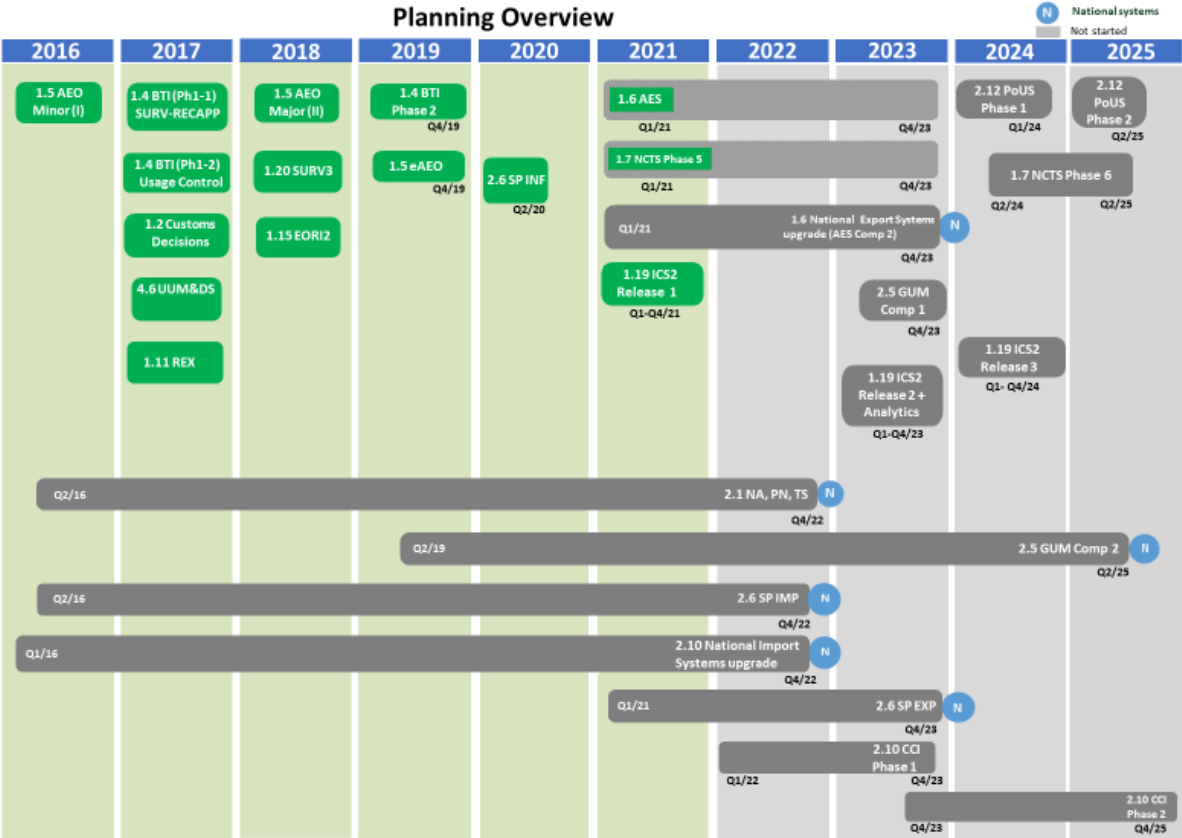 Planning Overview
N National systems
Not started
2016 2017 2018 2019 2020 2021 2022 2023 2024 2025
1.5 AEO
Minor (I)
1.4 BTI (Ph1-1)
SURV-RECAPP
1.5 AEO
Major (II)
1.4 BTI
Phase 2
Q4/19
1.6 AES
Q1/21
Q4/23
2.12 PoUS
Phase 1
Q1/24
2.12
PoUS
Phase 2
Q2/25
1.4 BTI (Ph1-2)
Usage Control
1.20 SURV3
1.5 eAEO
Q4/19
2.6 SP INF
Q2/20
1.7 NCTS Phase 5
Q1/21
Q4/23
1.7 NCTS Phase 6
Q2/24
Q2/25
1.2 Customs
Decisions
1.15 EORI2
Q1/21
1.6 National Export Systems
upgrade (AES Comp 2)
N
Q4/23
4.6 UUM&DS
1.19 ICS2
Release 1
Q1-Q4/21
2.5 GUM
Comp 1
Q4/23
1.11 REX
1.19 ICS2
Release 3
Q1- Q4/24
1.19 ICS2
Release 2 +
Analytics
Q1-Q4/23
Q2/16
2.1 NA, PN, TS
N
Q4/22
Q2/19
2.5 GUM Comp 2
N
Q2/25
Q2/16
2.6 SP IMP
N
Q4/22
Q1/16
2.10 National Import
Systems upgrade
N
Q4/22
Q1/21
2.6 SP EXP
N
Q4/23
2.10 CCI
Phase 1
Q1/22
Q4/23
2.10 CCI
Phase 2
Q4/23
Q4/25